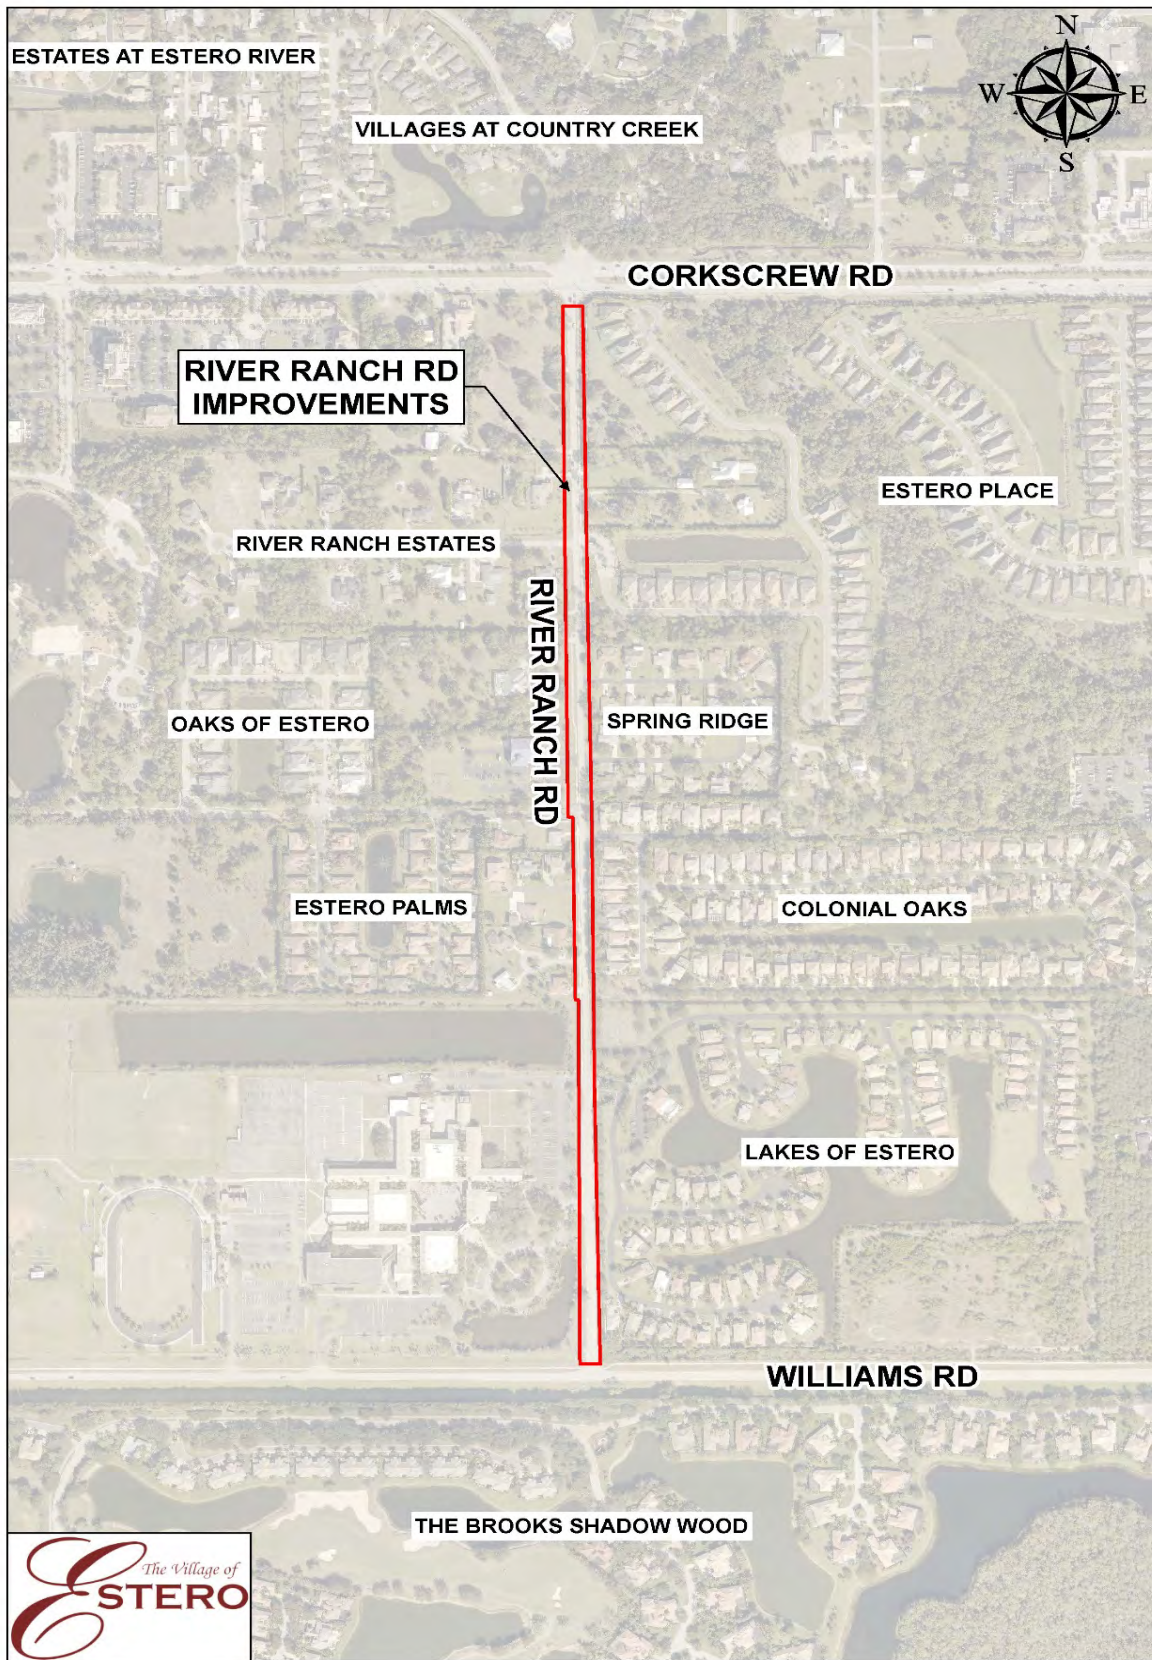 ESTATES AT ESTERO RIVER
N
W
E
S
VILLAGES AT COUNTRY CREEK
CORKSCREW RD
RIVER RANCH RD
IMPROVEMENTS
ESTERO PLACE
RIVER RANCH ESTATES
RIVER RANCH RD
OAKS OF ESTERO
SPRING RIDGE
ESTERO PALMS
COLONIAL OAKS
LAKES OF ESTERO
WILLIAMS RD
THE BROOKS SHADOW WOOD
The Village of
ESTERO